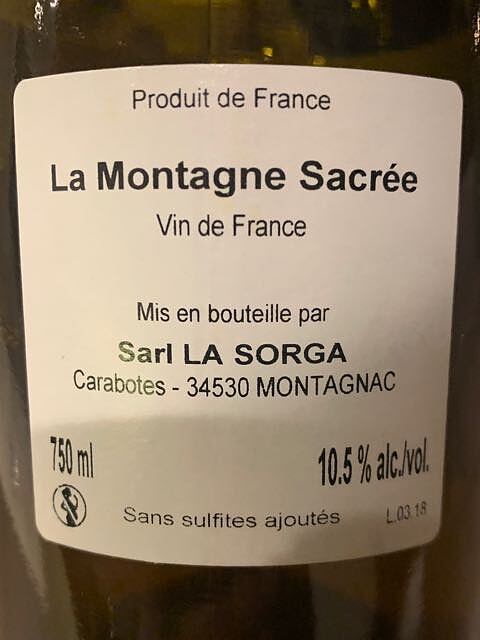 Produit de France
La Montagne Sacrée
Vin de France
Mis en bouteille par
Sarl LA SORGA
Carabotes - 34530 MONTAGNAC
750 ml
10.5 % alc./vol.
Sans sulfites ajoutés
L.03.18